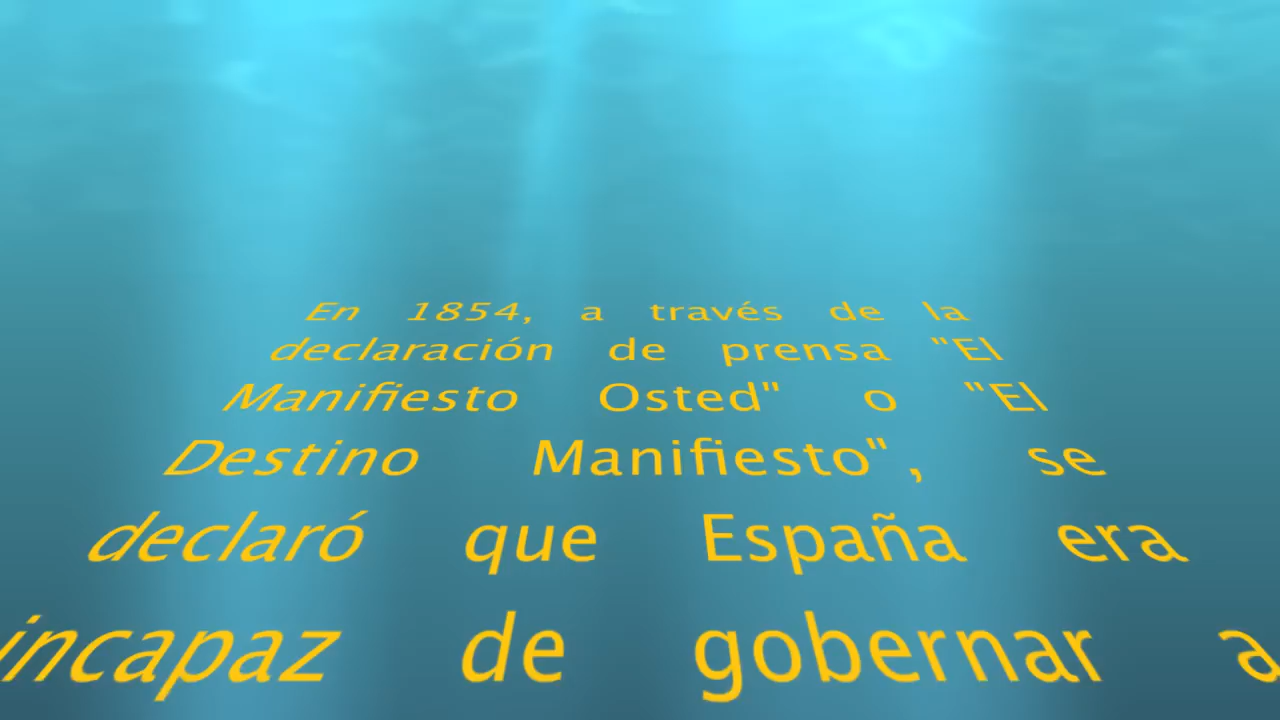 En 1854, a través de la
declaración de prensa "El
Manifiesto Osted" o "El
Destino Manifiesto", se
declaró que España era
incapaz de gobernar a